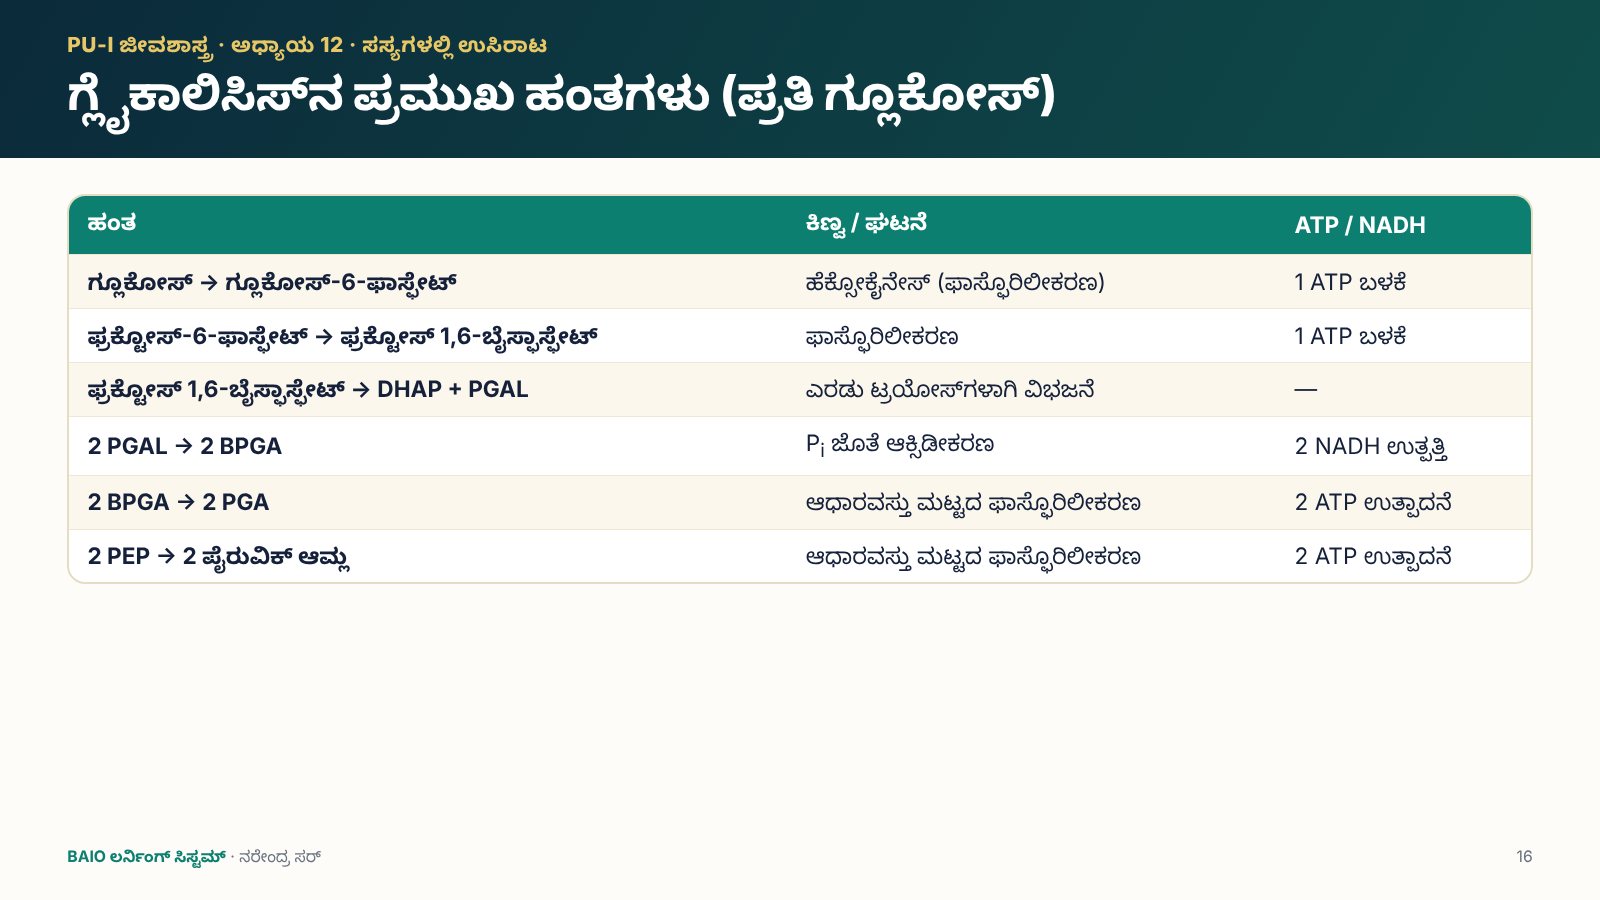 PU-I ಜೀವಶಾಸ್ತ್ರ · ಅಧ್ಯಾಯ 12 · ಸಸ್ಯಗಳಲ್ಲಿ ಉಸಿರಾಟ
ಗ್ಲೈಕಾಲಿಸಿಸ್‌ನ ಪ್ರಮುಖ ಹಂತಗಳು (ಪ್ರತಿ ಗ್ಲೂಕೋಸ್)
ಹಂತ ಕಿಣ್ವ / ಘಟನೆ ATP / NADH
ಗ್ಲೂಕೋಸ್ → ಗ್ಲೂಕೋಸ್-6-ಫಾಸ್ಫೇಟ್ ಹೆಕ್ಸೋಕೈನೇಸ್ (ಫಾಸ್ಫೊರಿಲೀಕರಣ) 1 ATP ಬಳಕೆ
ಫ್ರಕ್ಟೋಸ್-6-ಫಾಸ್ಫೇಟ್ → ಫ್ರಕ್ಟೋಸ್ 1,6-ಬೈಸ್ಫಾಸ್ಫೇಟ್ ಫಾಸ್ಫೊರಿಲೀಕರಣ 1 ATP ಬಳಕೆ
ಫ್ರಕ್ಟೋಸ್ 1,6-ಬೈಸ್ಫಾಸ್ಫೇಟ್ → DHAP + PGAL ಎರಡು ಟ್ರಯೋಸ್‌ಗಳಾಗಿ ವಿಭಜನೆ —
2 PGAL → 2 BPGA Pi ಜೊತೆ ಆಕ್ಸಿಡೀಕರಣ 2 NADH ಉತ್ಪತ್ತಿ
2 BPGA → 2 PGA ಆಧಾರವಸ್ತು ಮಟ್ಟದ ಫಾಸ್ಫೊರಿಲೀಕರಣ 2 ATP ಉತ್ಪಾದನೆ
2 PEP → 2 ಪೈರುವಿಕ್ ಆಮ್ಲ ಆಧಾರವಸ್ತು ಮಟ್ಟದ ಫಾಸ್ಫೊರಿಲೀಕರಣ 2 ATP ಉತ್ಪಾದನೆ
BAIO ಲರ್ನಿಂಗ್ ಸಿಸ್ಟಮ್ · ನರೇಂದ್ರ ಸರ್ 16